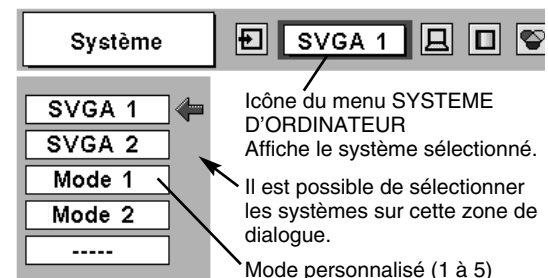 Système
SVGA 1
SVGA 1
SVGA 2
Mode 1
Mode 2
-----
Icône du menu SYSTEME
D'ORDINATEUR
Affiche le système sélectionné.
Il est possible de sélectionner
les systèmes sur cette zone de
dialogue.
Mode personnalisé (1 à 5)